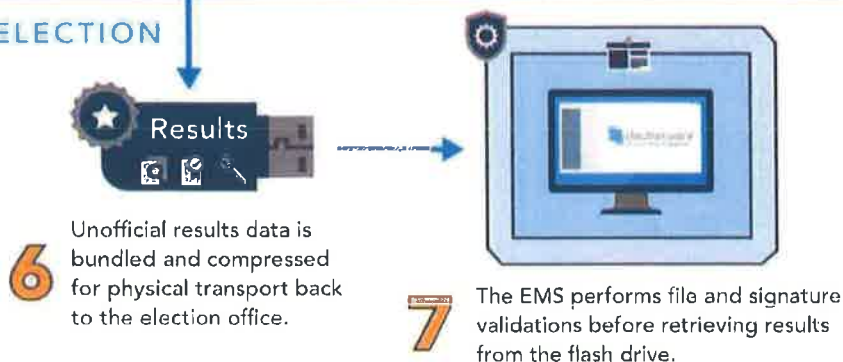 ELECTION
Results
6
Unofficial results data is
bundled and compressed
for physical transport back
to the election office.
7
The EMS performs file and signature
validations before retrieving results
from the flash drive.